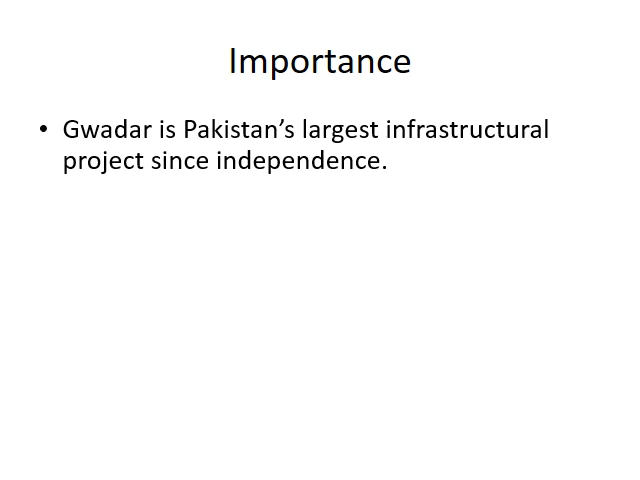 Importance
• Gwadar is Pakistan’s largest infrastructural
project since independence.